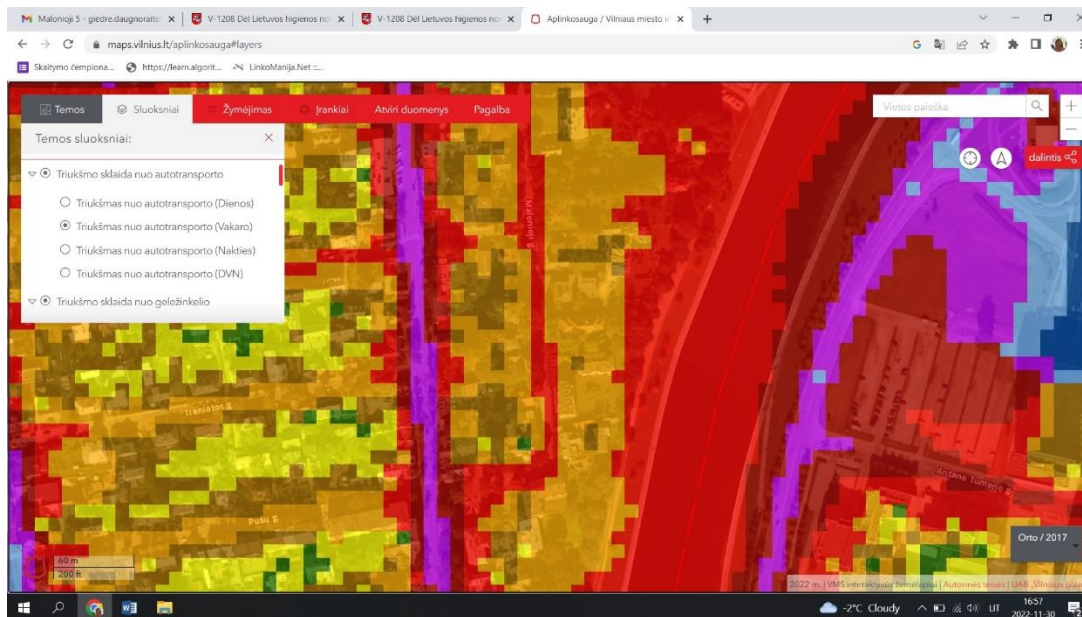 Malonioji 5 - giedre.daugnoraite
V-1208 Dėl Lietuvos higienos no
V-1208 Dėl Lietuvos higienos no
Aplinkosauga / Vilniaus miesto i
maps.vilnius.lt/aplinkosauga#layers
Skaitymo čempiona...
https://learn.algorit...
LinkoManija.Net ::...
Temos
Sluoksniai
Žymėjimas
Įrankiai
Atviri duomenys
Pagalba
Vietos paieška
dalintis
Temos sluoksniai:
Triukšmo sklaida nuo autotransporto
Triukšmas nuo autotransporto (Dienos)
Triukšmas nuo autotransporto (Vakaro)
Triukšmas nuo autotransporto (Nakties)
Triukšmas nuo autotransporto (DVN)
Triukšmo sklaida nuo geležinkelio
Malonioji g.
Treniotos g.
Antano Tumėno g.
Pušų g.
60 m
200 ft
Orto / 2017
2022 m. | VMS interaktyvūs žemėlapiai | Autorinės teisės | UAB „Vilniaus plan
-2°C Cloudy
LIT
16:57
2022-11-30